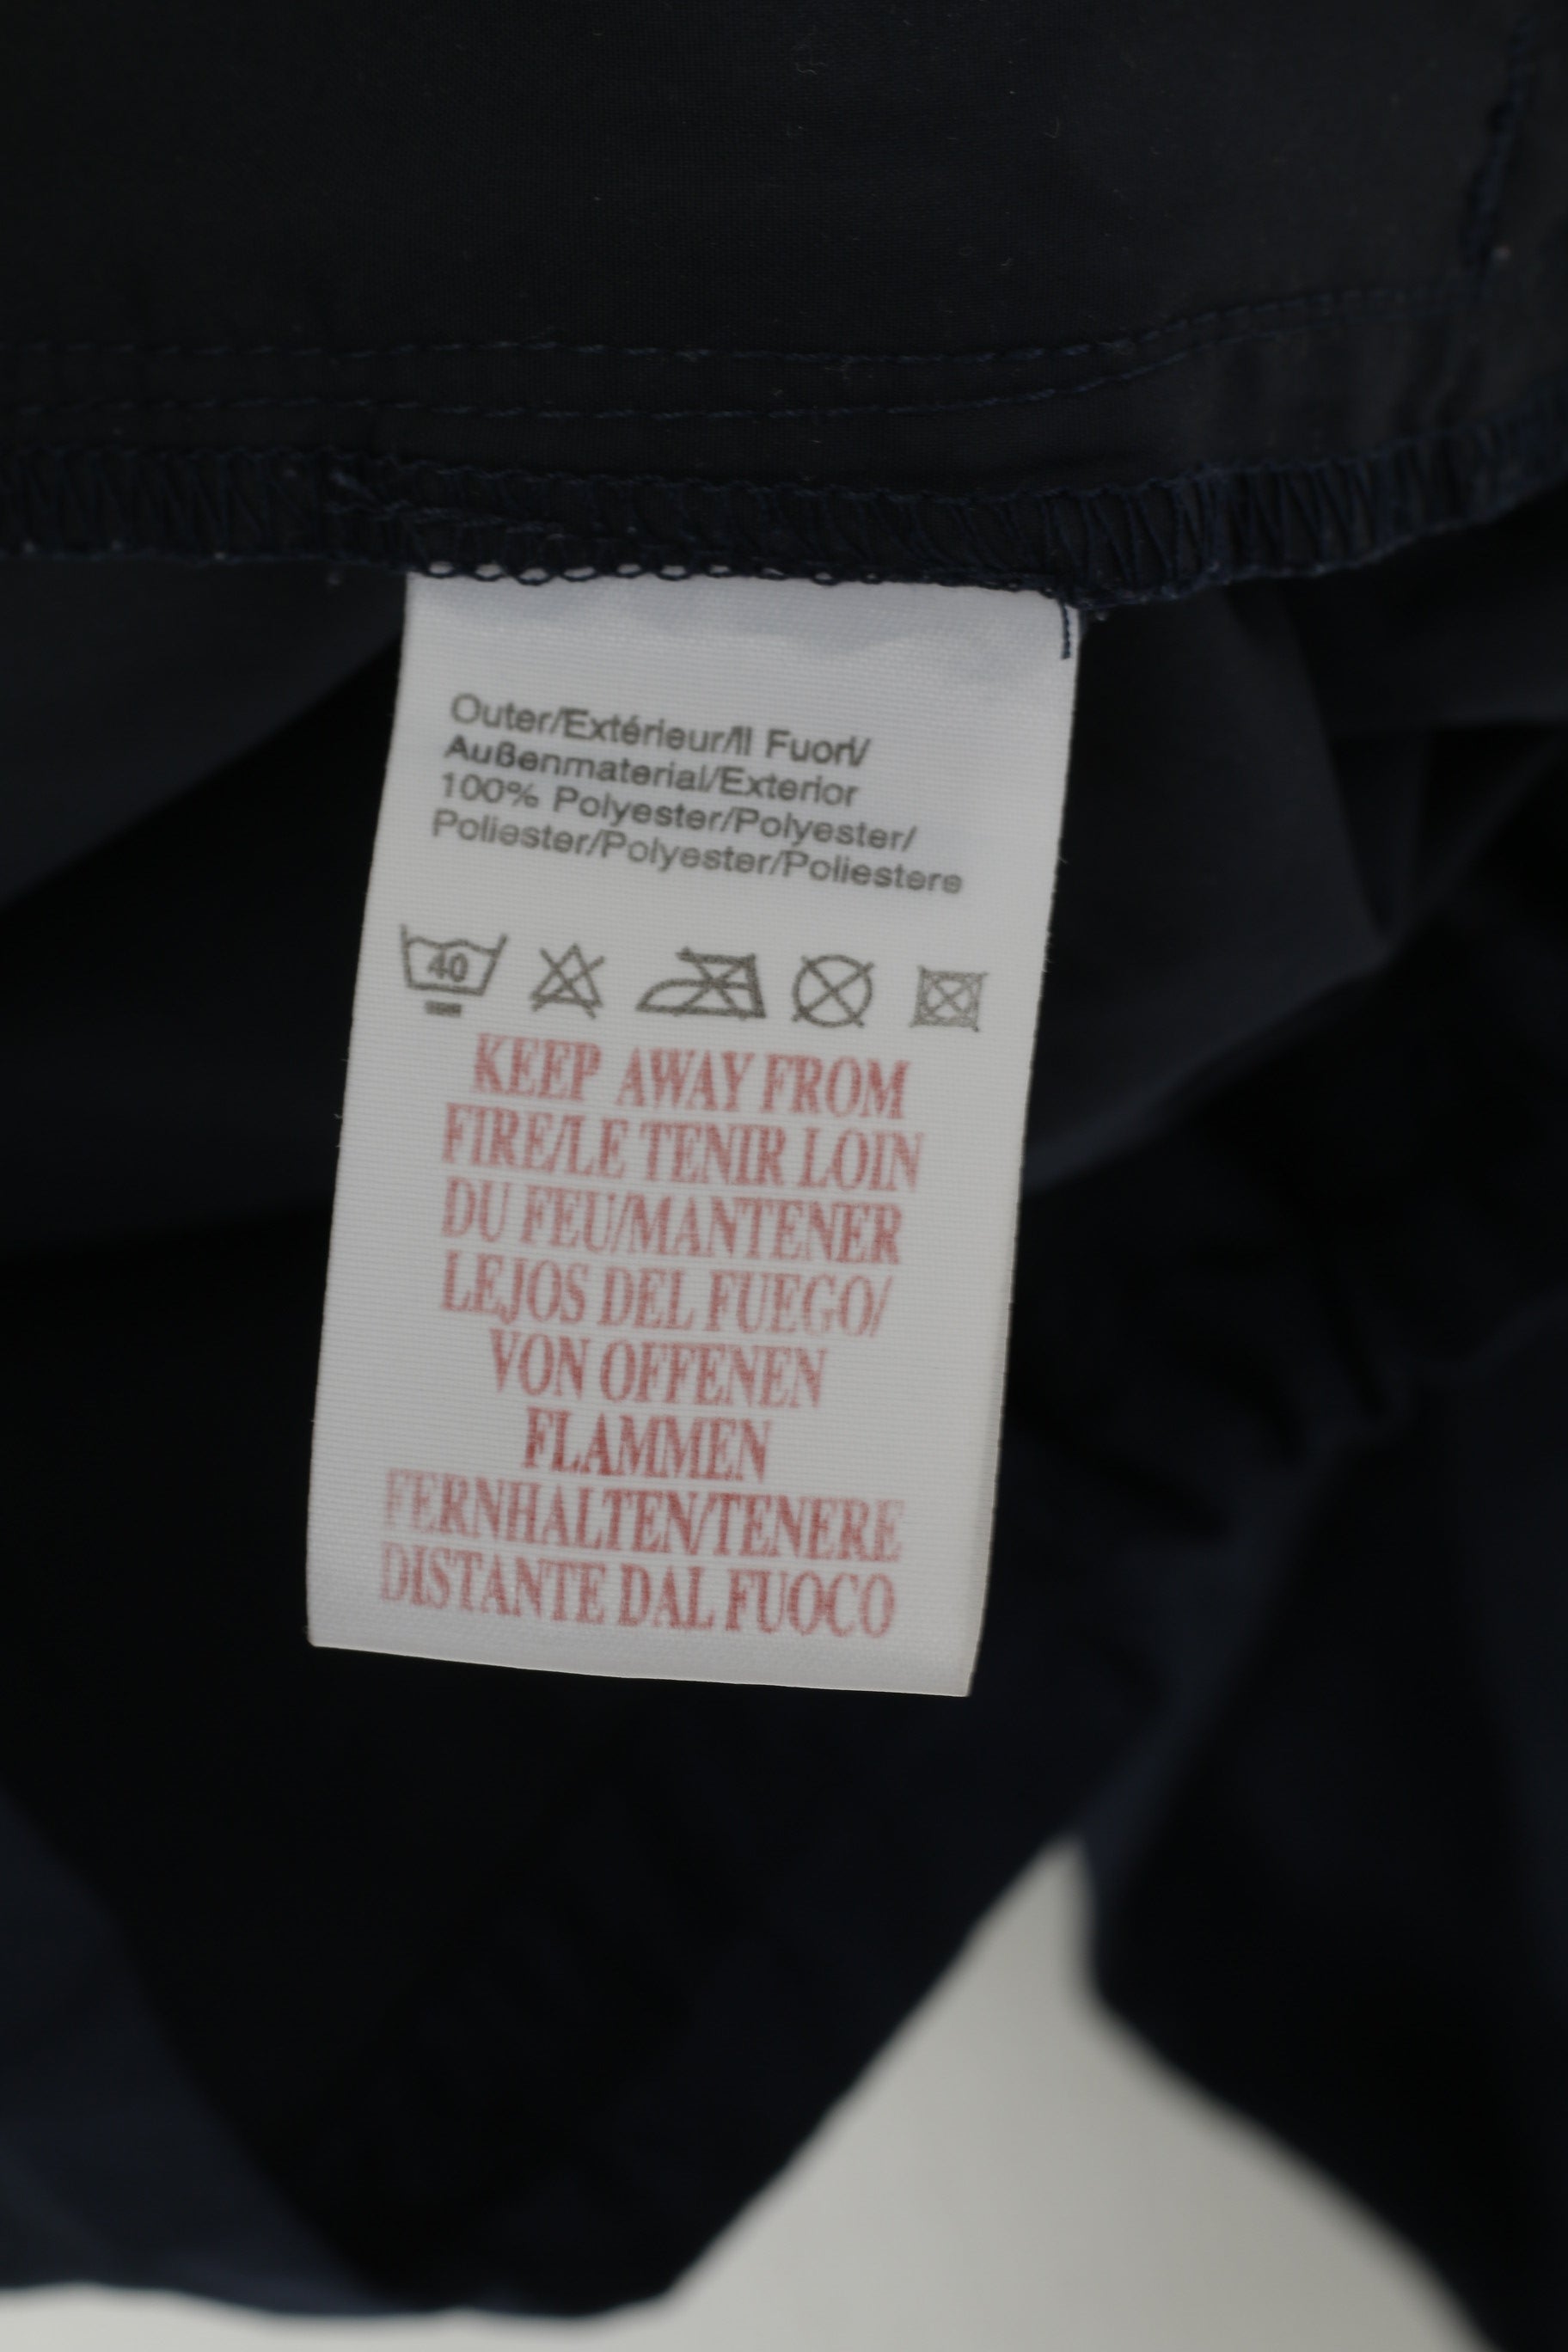 Outer/Extérieur/Il Fuori/
Außenmaterial/Exterior
100% Polyester/Polyester/
Poliester/Polyester/Poliestere
40
KEEP AWAY FROM
FIRE/LE TENIR LOIN
DU FEU/MANTENER
LEJOS DEL FUEGO/
VON OFFENEN
FLAMMEN
FERNHALTEN/TENERE
DISTANTE DAL FUOCO